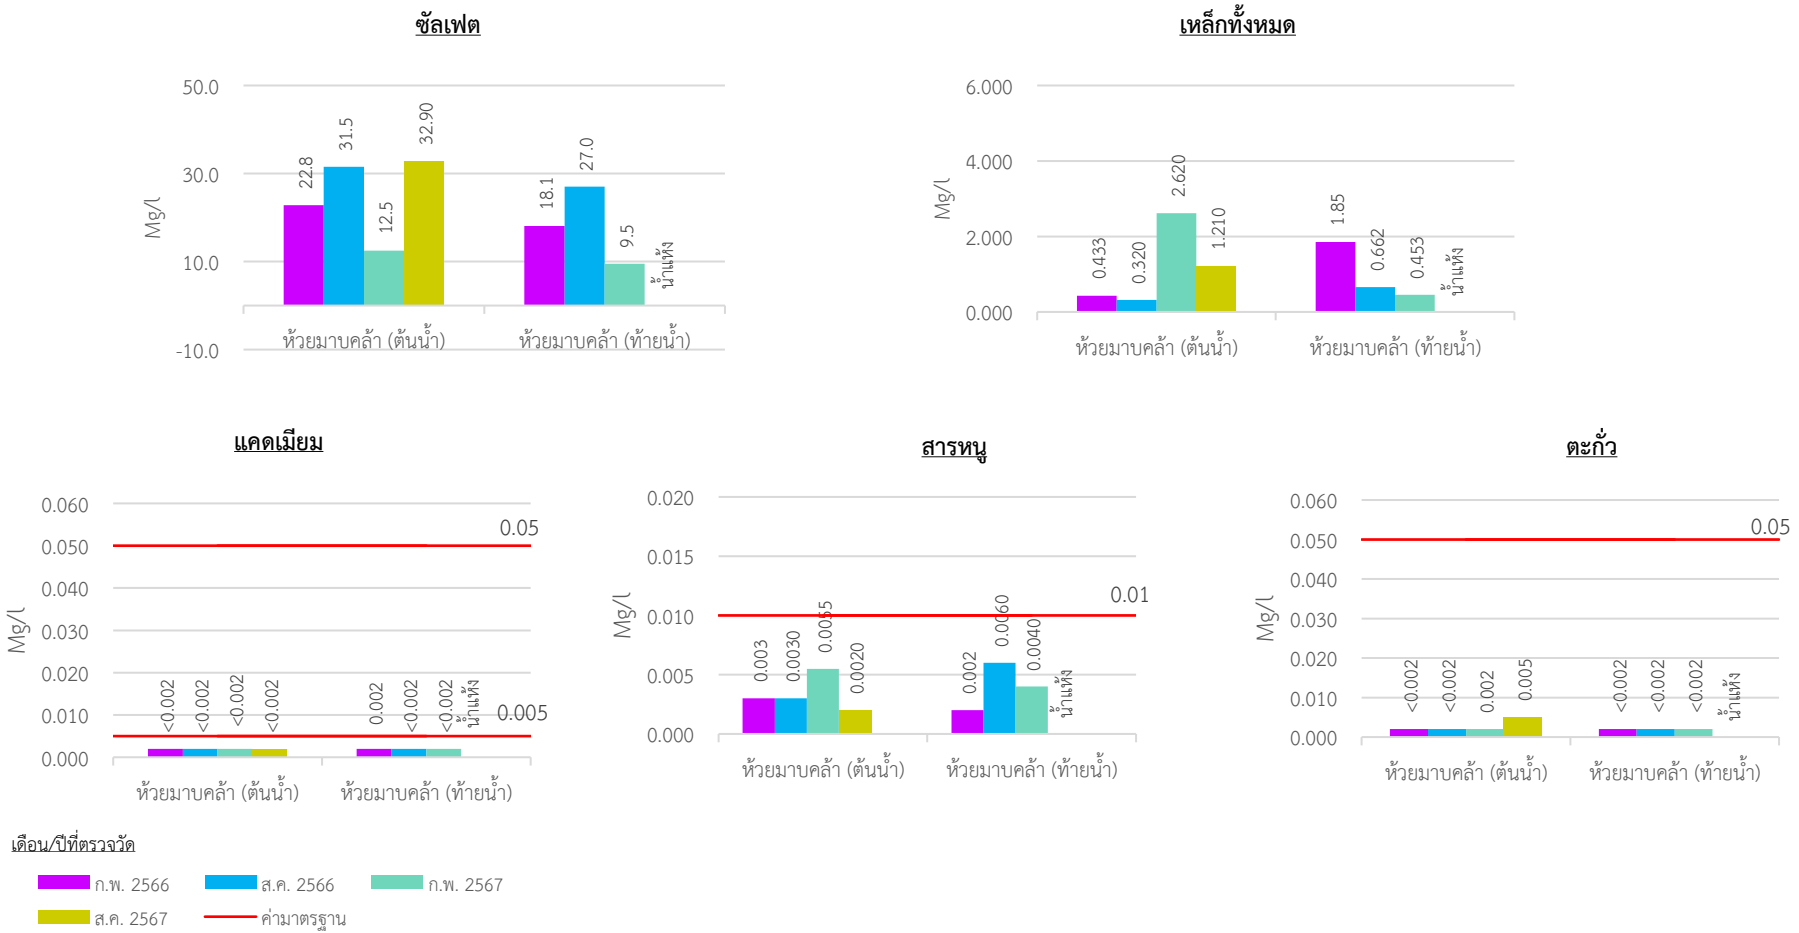 ซัลเฟต
50.0
30.0
10.0
-10.0
Mg/l
22.8
31.5
12.5
32.90
18.1
27.0
9.5
น้ำแห้ง
ห้วยมาบคล้า (ต้นน้ำ)
ห้วยมาบคล้า (ท้ายน้ำ)
เหล็กทั้งหมด
6.000
4.000
2.000
0.000
Mg/l
0.433
0.320
2.620
1.210
1.85
0.662
0.453
น้ำแห้ง
ห้วยมาบคล้า (ต้นน้ำ)
ห้วยมาบคล้า (ท้ายน้ำ)
แคดเมียม
0.060
0.050
0.040
0.030
0.020
0.010
0.000
Mg/l
0.05
0.005
<0.002
<0.002
<0.002
<0.002
0.002
<0.002
<0.002
น้ำแห้ง
ห้วยมาบคล้า (ต้นน้ำ)
ห้วยมาบคล้า (ท้ายน้ำ)
สารหนู
0.020
0.015
0.010
0.005
0.000
Mg/l
0.01
0.003
0.0030
0.0055
0.0020
0.002
0.0060
0.0040
น้ำแห้ง
ห้วยมาบคล้า (ต้นน้ำ)
ห้วยมาบคล้า (ท้ายน้ำ)
ตะกั่ว
0.060
0.050
0.040
0.030
0.020
0.010
0.000
Mg/l
0.05
<0.002
<0.002
0.002
0.005
<0.002
<0.002
<0.002
น้ำแห้ง
ห้วยมาบคล้า (ต้นน้ำ)
ห้วยมาบคล้า (ท้ายน้ำ)
เดือน/ปีที่ตรวจวัด
ก.พ. 2566
ส.ค. 2566
ก.พ. 2567
ส.ค. 2567
ค่ามาตรฐาน